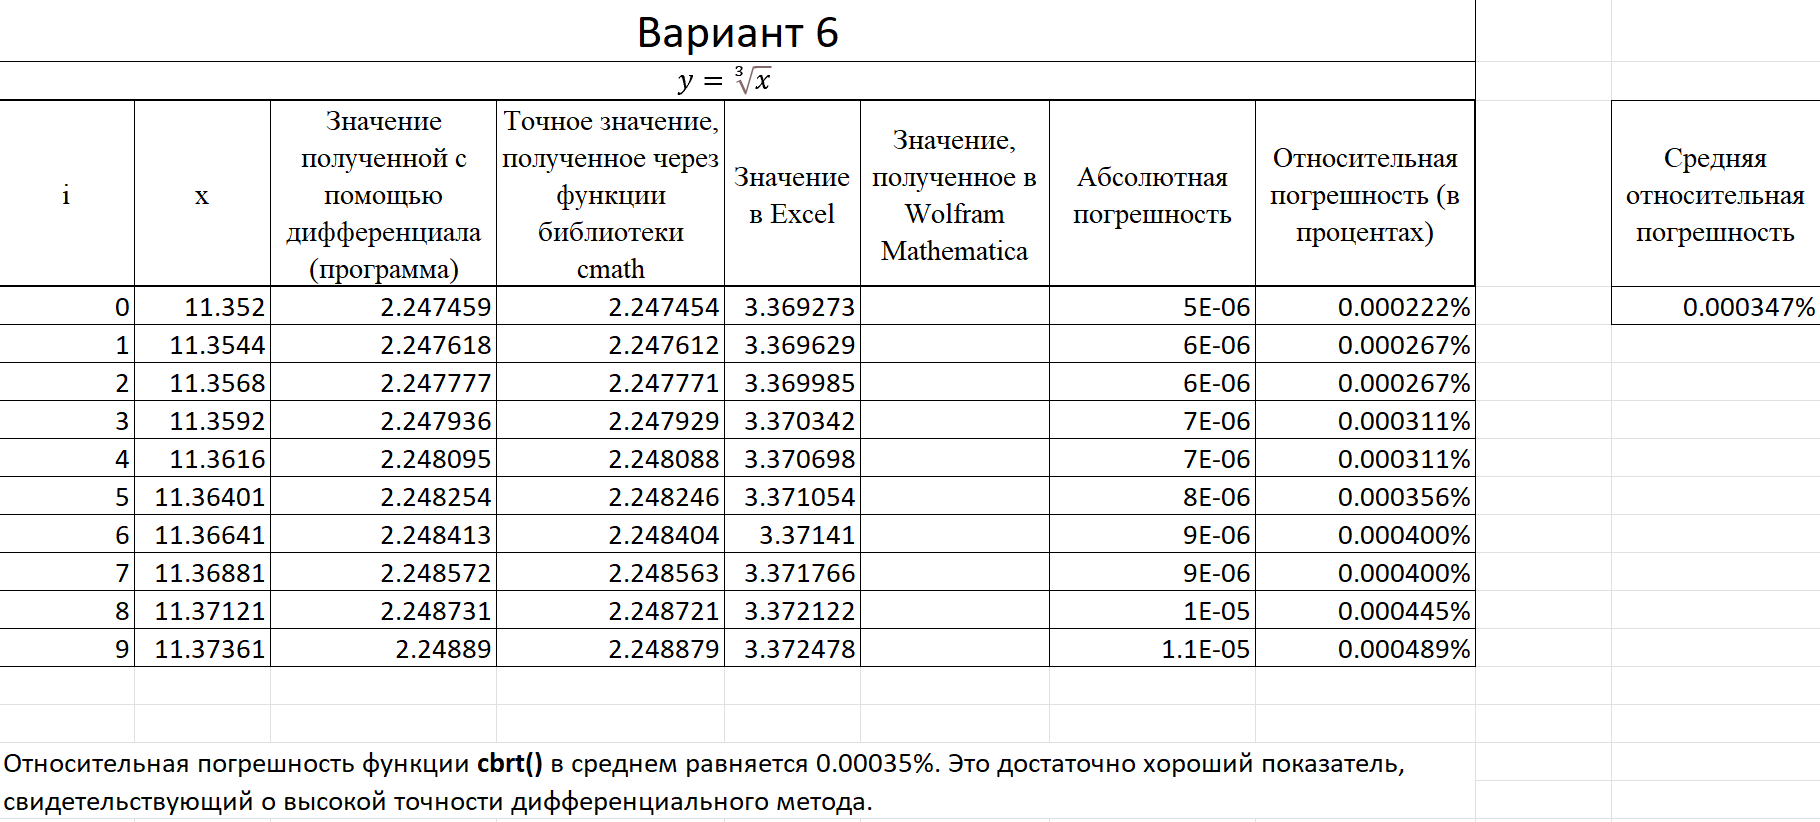 Вариант 6
y = ∛x
i
x
Значение
полученной с
помощью
дифференциала
(программа)
Точное значение,
полученное через
функции
библиотеки
cmath
Значение
в Excel
Значение,
полученное в
Wolfram
Mathematica
Абсолютная
погрешность
Относительная
погрешность (в
процентах)
Средняя
относительная
погрешность
0 11.352 2.247459 2.247454 3.369273 5E-06 0.000222% 0.000347%
1 11.3544 2.247618 2.247612 3.369629 6E-06 0.000267%
2 11.3568 2.247777 2.247771 3.369985 6E-06 0.000267%
3 11.3592 2.247936 2.247929 3.370342 7E-06 0.000311%
4 11.3616 2.248095 2.248088 3.370698 7E-06 0.000311%
5 11.36401 2.248254 2.248246 3.371054 8E-06 0.000356%
6 11.36641 2.248413 2.248404 3.37141 9E-06 0.000400%
7 11.36881 2.248572 2.248563 3.371766 9E-06 0.000400%
8 11.37121 2.248731 2.248721 3.372122 1E-05 0.000445%
9 11.37361 2.24889 2.248879 3.372478 1.1E-05 0.000489%
Относительная погрешность функции cbrt() в среднем равняется 0.00035%. Это достаточно хороший показатель,
свидетельствующий о высокой точности дифференциального метода.